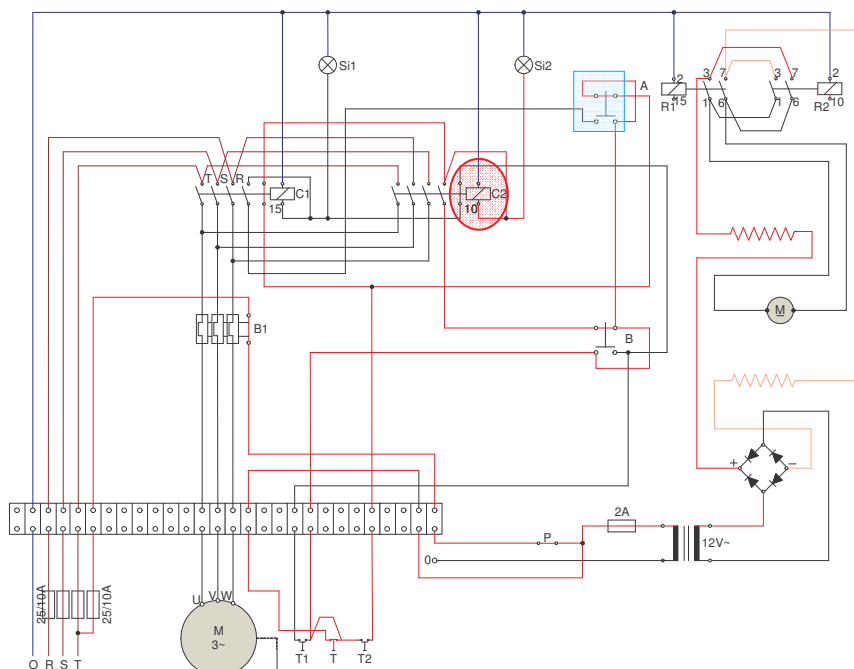 Si1
Si2
A
2
15
R1
3 7
1 6
3 7
1 6
2
10
R2
T S R
C1
15
C2
10
B1
B
M
+
−
2A
12V~
P
0
25/10A
25/10A
U V W
M
3~
T1 T T2
O R S T